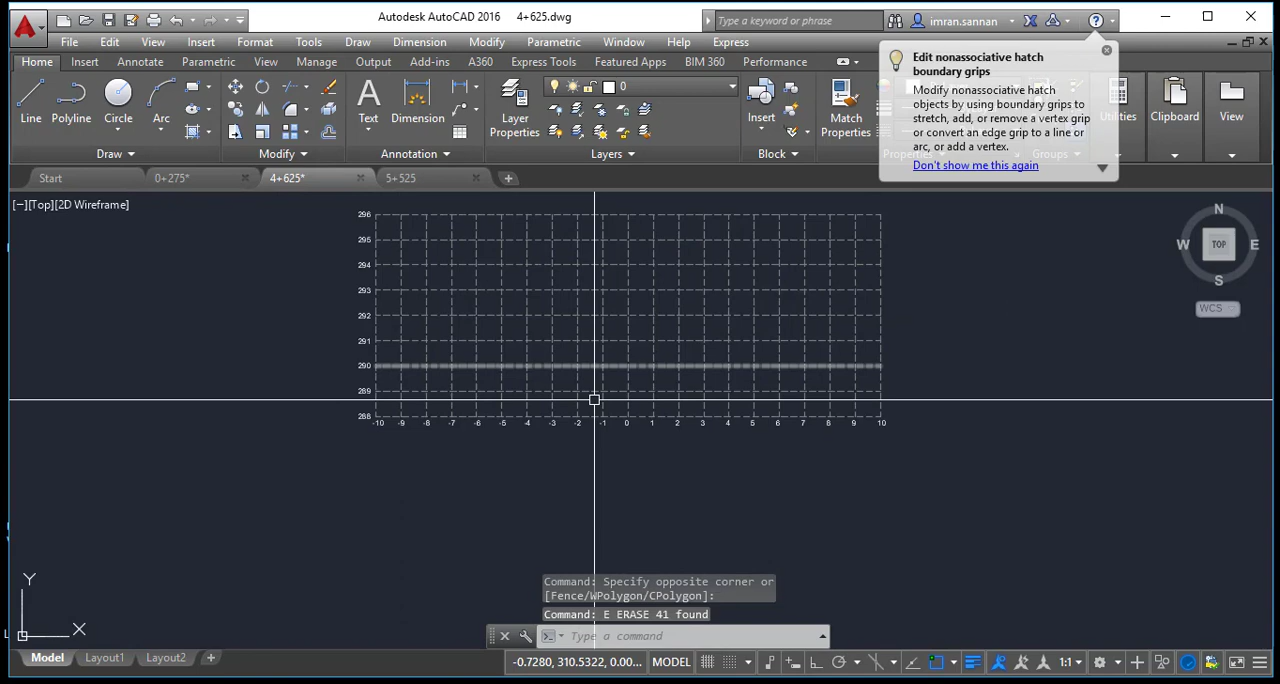 Autodesk AutoCAD 2016 4+625.dwg
Type a keyword or phrase
imran.sannan
File Edit View Insert Format Tools Draw Dimension Modify Parametric Window Help Express
Home Insert Annotate Parametric View Manage Output Add-ins A360 Express Tools Featured Apps BIM 360 Performance
Edit nonassociative hatch
boundary grips
Modify nonassociative hatch
objects by using boundary grips to
stretch, add, or remove a vertex grip
or convert an edge grip to a line or
arc, or add a vertex.
Don't show me this again
0
Line Polyline Circle Arc Text Dimension Layer
Properties Insert Match
Properties Utilities Clipboard View
Draw Modify Annotation Layers Block Properties Groups
Start 0+275* 4+625* 5+525
[−][Top][2D Wireframe]
N
W TOP E
S
WCS
296
295
294
293
292
291
290
289
288
-10 -9 -8 -7 -6 -5 -4 -3 -2 -1 0 1 2 3 4 5 6 7 8 9 10
Y
X
Command: Specify opposite corner or
[Fence/WPolygon/CPolygon]:
Command: E ERASE 41 found
Type a command
Model Layout1 Layout2
-0.7280, 310.5322, 0.00... MODEL 1:1